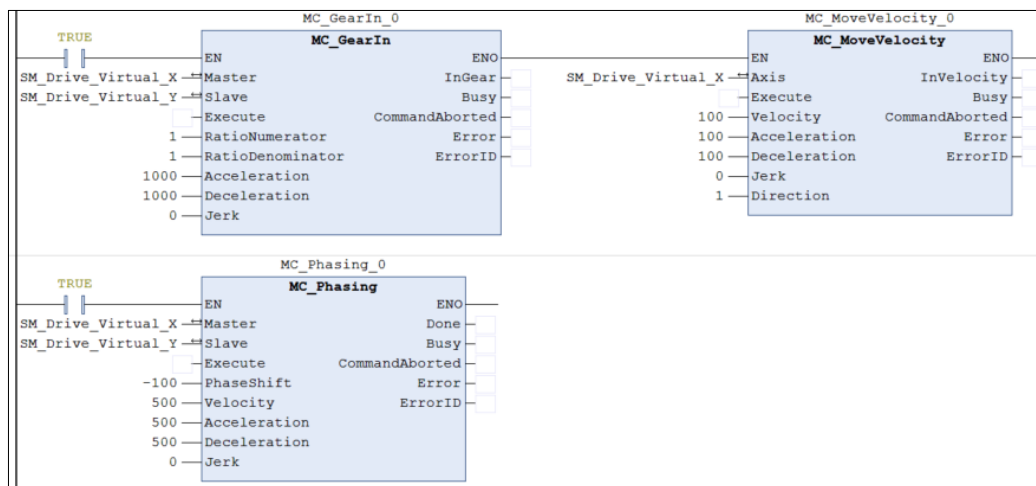 MC_GearIn_0 MC_MoveVelocity_0
TRUE MC_GearIn MC_MoveVelocity
EN ENO EN ENO
SM_Drive_Virtual_X Master InGear SM_Drive_Virtual_X Axis InVelocity
SM_Drive_Virtual_Y Slave Busy Execute Busy
Execute CommandAborted 100 Velocity CommandAborted
1 RatioNumerator Error 100 Acceleration Error
1 RatioDenominator ErrorID 100 Deceleration ErrorID
1000 Acceleration 0 Jerk
1000 Deceleration 1 Direction
0 Jerk
MC_Phasing_0
TRUE MC_Phasing
EN ENO
SM_Drive_Virtual_X Master Done
SM_Drive_Virtual_Y Slave Busy
Execute CommandAborted
-100 PhaseShift Error
500 Velocity ErrorID
500 Acceleration
500 Deceleration
0 Jerk